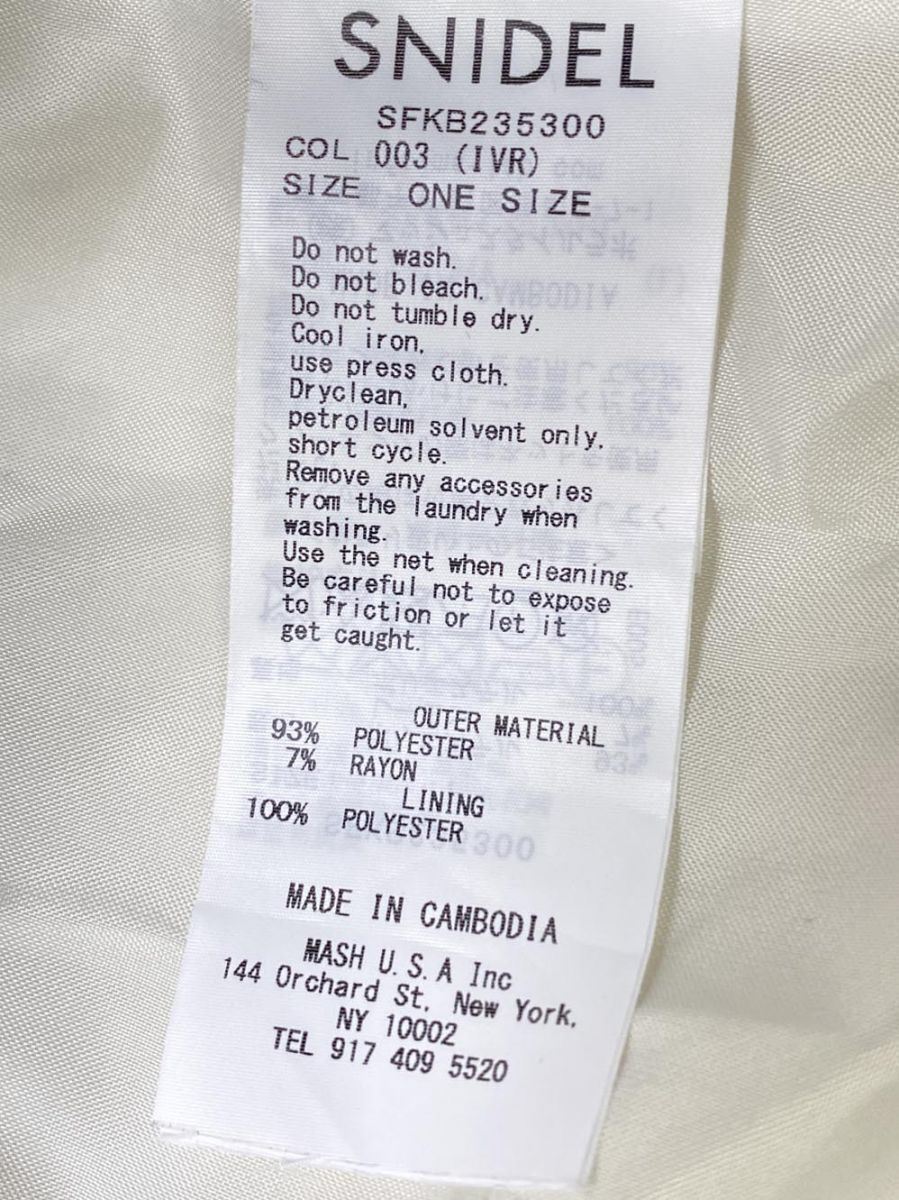 SNIDEL
SFKB235300
COL 003 (IVR)
SIZE ONE SIZE
Do not wash.
Do not bleach.
Do not tumble dry.
Cool iron,
use press cloth.
Dryclean,
petroleum solvent only,
short cycle.
Remove any accessories
from the laundry when
washing.
Use the net when cleaning.
Be careful not to expose
to friction or let it
get caught.
OUTER MATERIAL
93% POLYESTER
7% RAYON
LINING
100% POLYESTER
MADE IN CAMBODIA
MASH U.S.A Inc
144 Orchard St, New York,
NY 10002
TEL 917 409 5520